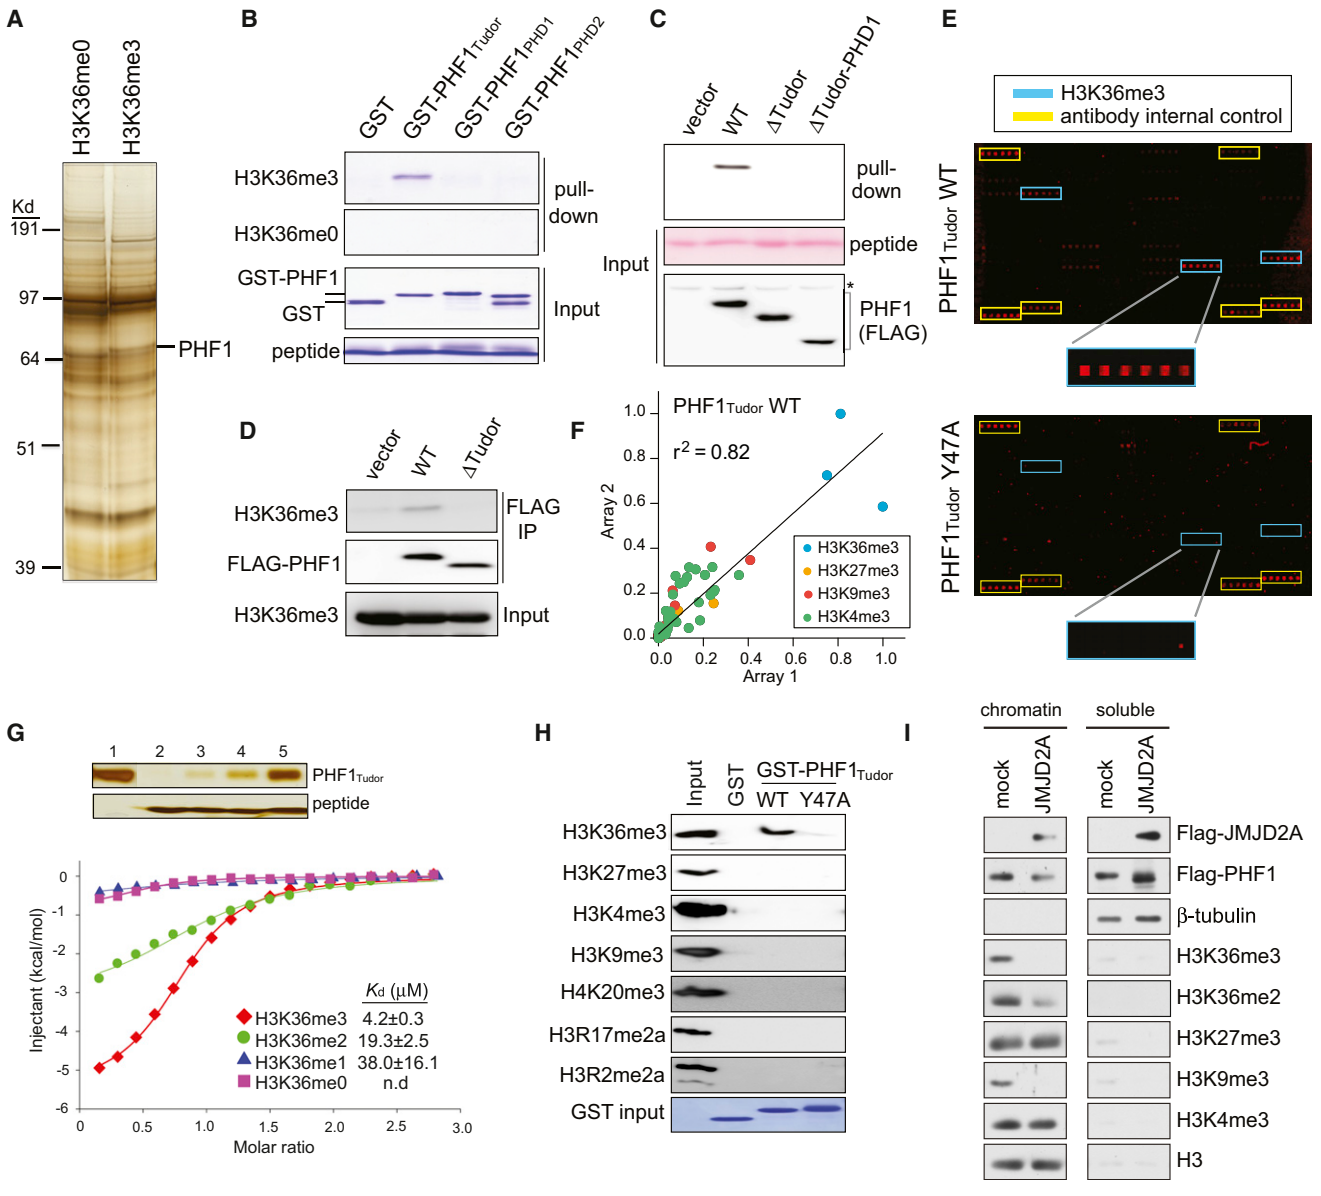 A
H3K36me0
H3K36me3
Kd
191
97
64
51
39
PHF1
B
GST
GST-PHF1Tudor
GST-PHF1PHD1
GST-PHF1PHD2
H3K36me3
H3K36me0
pull-
down
GST-PHF1
GST
Input
peptide
C
vector
WT
ΔTudor
ΔTudor-PHD1
pull-
down
peptide
Input
*
PHF1
(FLAG)
D
vector
WT
ΔTudor
H3K36me3
FLAG
IP
FLAG-PHF1
H3K36me3
Input
E
H3K36me3
antibody internal control
PHF1Tudor WT
PHF1Tudor Y47A
F
PHF1Tudor WT
r2 = 0.82
Array 2
1.0
0.8
0.6
0.4
0.2
0.0
H3K36me3
H3K27me3
H3K9me3
H3K4me3
0.0 0.2 0.4 0.6 0.8 1.0
Array 1
G
1 2 3 4 5
PHF1Tudor
peptide
Injectant (kcal/mol)
0
-1
-2
-3
-4
-5
-6
Kd (μM)
H3K36me3 4.2±0.3
H3K36me2 19.3±2.5
H3K36me1 38.0±16.1
H3K36me0 n.d
0 0.5 1.0 1.5 2.0 2.5 3.0
Molar ratio
H
Input
GST
GST-PHF1Tudor
WT Y47A
H3K36me3
H3K27me3
H3K4me3
H3K9me3
H4K20me3
H3R17me2a
H3R2me2a
GST input
I
chromatin soluble
mock
JMJD2A
mock
JMJD2A
Flag-JMJD2A
Flag-PHF1
β-tubulin
H3K36me3
H3K36me2
H3K27me3
H3K9me3
H3K4me3
H3